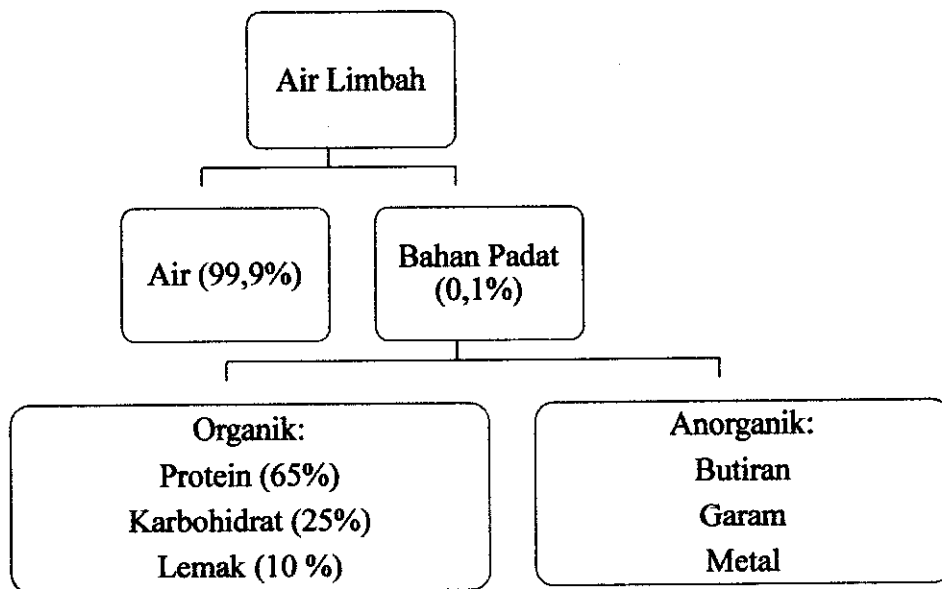 Air Limbah
Air (99,9%)
Bahan Padat
(0,1%)
Organik:
Protein (65%)
Karbohidrat (25%)
Lemak (10 %)
Anorganik:
Butiran
Garam
Metal